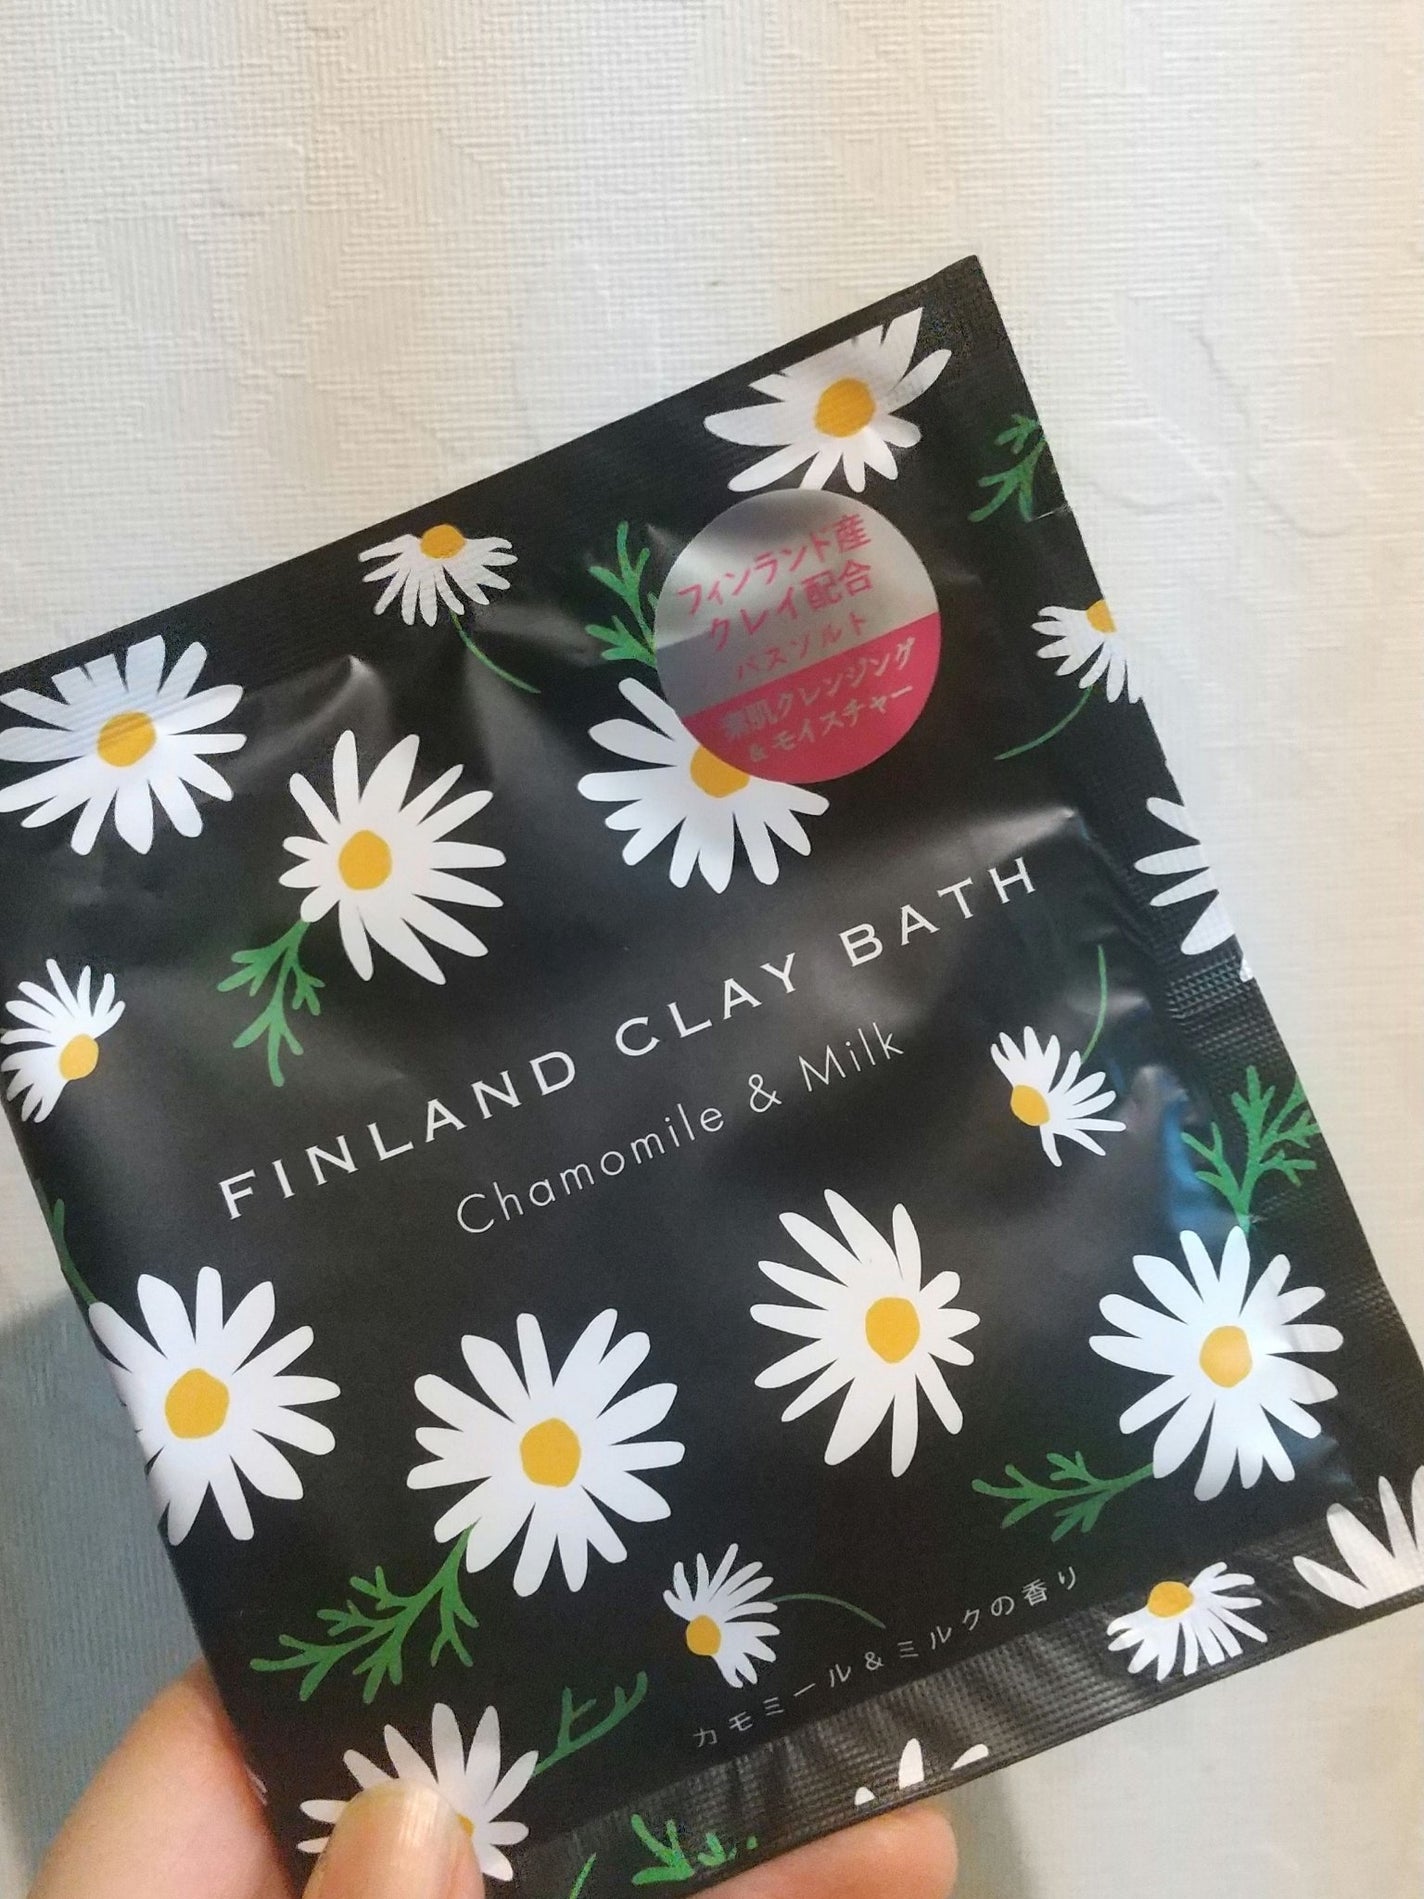 フィンランド産
クレイ配合
バスソルト
素肌クレンジング
&モイスチャー
FINLAND CLAY BATH
Chamomile & Milk
カモミール&ミルクの香り